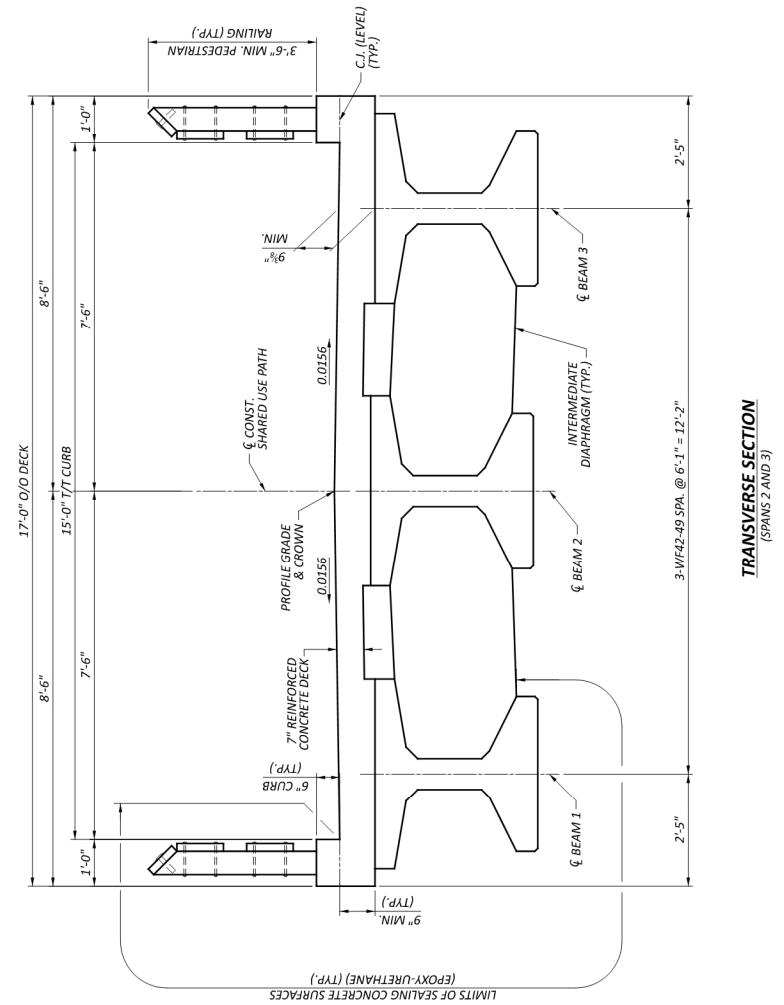 17'-0" O/O DECK
8'-6"
8'-6"
15'-0" T/T CURB
1'-0"
7'-6"
7'-6"
1'-0"
3'-6" MIN. PEDESTRIAN
RAILING (TYP.)
C.J. (LEVEL)
(TYP.)
LIMITS OF SEALING CONCRETE SURFACES
(EPOXY-URETHANE) (TYP.)
6" CURB
(TYP.)
7" REINFORCED
CONCRETE DECK
PROFILE GRADE
& CROWN
0.0156
℄ CONST.
SHARED USE PATH
0.0156
9⅜"
MIN.
9" MIN.
(TYP.)
℄ BEAM 1
℄ BEAM 2
INTERMEDIATE
DIAPHRAGM (TYP.)
℄ BEAM 3
2'-5"
3-WF42-49 SPA. @ 6'-1" = 12'-2"
2'-5"
TRANSVERSE SECTION
(SPANS 2 AND 3)